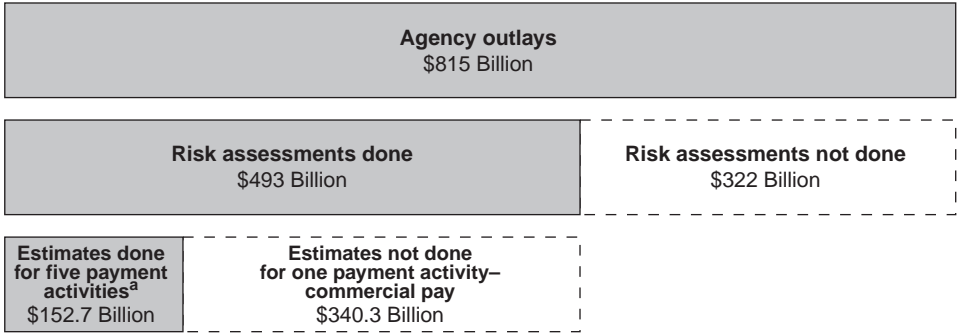 Agency outlays
$815 Billion
Risk assessments done
$493 Billion
Risk assessments not done
$322 Billion
Estimates done
for five payment
activitiesa
$152.7 Billion
Estimates not done
for one payment activity–
commercial pay
$340.3 Billion